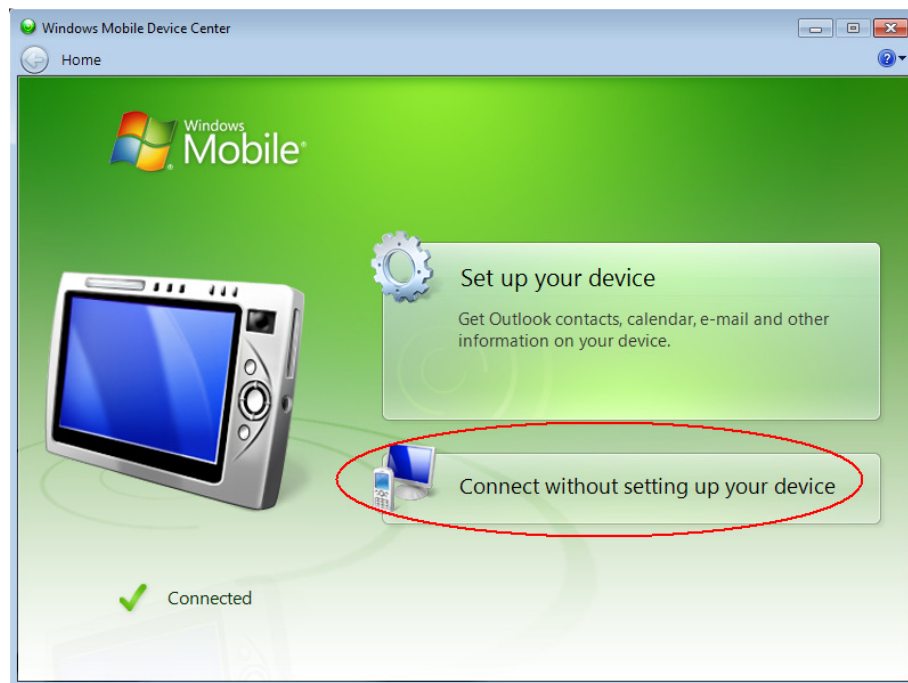 Windows Mobile Device Center
Home
Windows
Mobile
Set up your device
Get Outlook contacts, calendar, e-mail and other
information on your device.
Connect without setting up your device
Connected